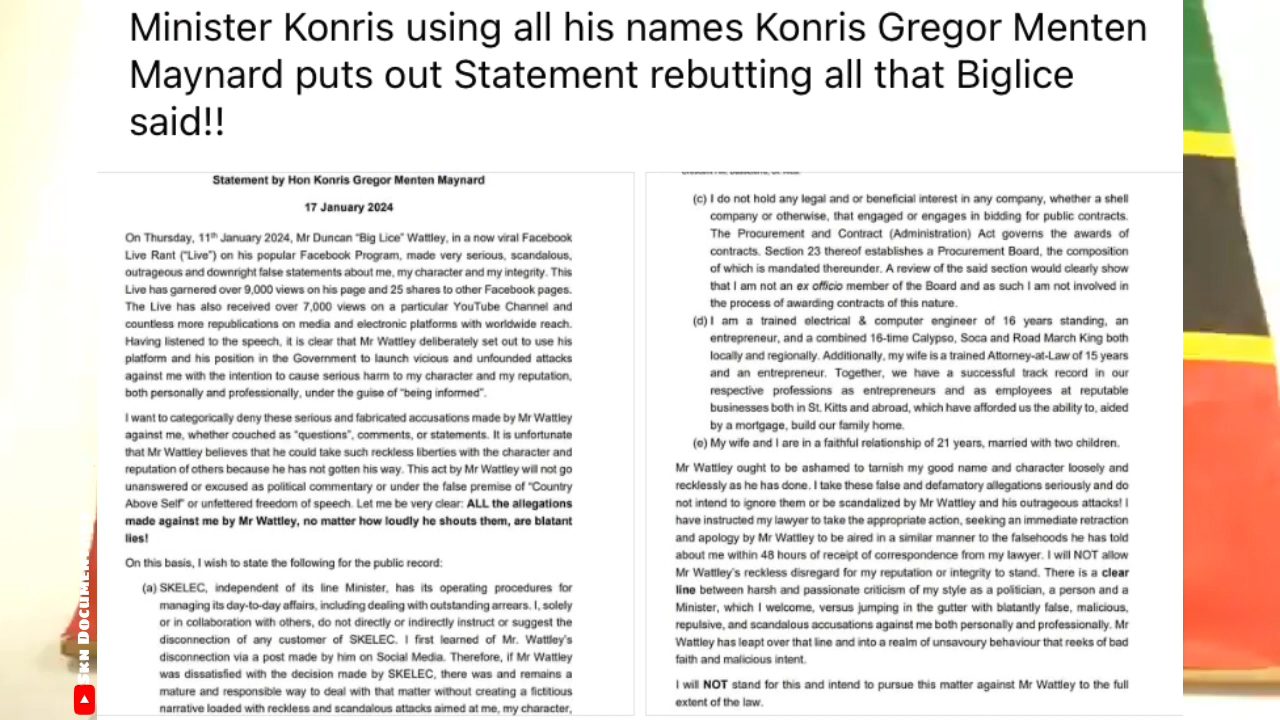 Minister Konris using all his names Konris Gregor Menten
Maynard puts out Statement rebutting all that Biglice
said!!
Statement by Hon Konris Gregor Menten Maynard
17 January 2024
On Thursday, 11th January 2024, Mr Duncan “Big Lice” Wattley, in a now viral Facebook
Live Rant (“Live”) on his popular Facebook Program, made very serious, scandalous,
outrageous and downright false statements about me, my character and my integrity. This
Live has garnered over 9,000 views on his page and 25 shares to other Facebook pages.
The Live has also received over 7,000 views on a particular YouTube Channel and
countless more republications on media and electronic platforms with worldwide reach.
Having listened to the speech, it is clear that Mr Wattley deliberately set out to use his
platform and his position in the Government to launch vicious and unfounded attacks
against me with the intention to cause serious harm to my character and my reputation,
both personally and professionally, under the guise of “being informed”.
I want to categorically deny these serious and fabricated accusations made by Mr Wattley
against me, whether couched as “questions”, comments, or statements. It is unfortunate
that Mr Wattley believes that he could take such reckless liberties with the character and
reputation of others because he has not gotten his way. This act by Mr Wattley will not go
unanswered or excused as political commentary or under the false premise of “Country
Above Self” or unfettered freedom of speech. Let me be very clear: ALL the allegations
made against me by Mr Wattley, no matter how loudly he shouts them, are blatant
lies!
On this basis, I wish to state the following for the public record:
(a) SKELEC, independent of its line Minister, has its operating procedures for
managing its day-to-day affairs, including dealing with outstanding arrears. I, solely
or in collaboration with others, do not directly or indirectly instruct or suggest the
disconnection of any customer of SKELEC. I first learned of Mr. Wattley’s
disconnection via a post made by him on Social Media. Therefore, if Mr Wattley
was dissatisfied with the decision made by SKELEC, there was and remains a
mature and responsible way to deal with that matter without creating a fictitious
narrative loaded with reckless and scandalous attacks aimed at me, my character,
(c) I do not hold any legal and or beneficial interest in any company, whether a shell
company or otherwise, that engaged or engages in bidding for public contracts.
The Procurement and Contract (Administration) Act governs the awards of
contracts. Section 23 thereof establishes a Procurement Board, the composition
of which is mandated thereunder. A review of the said section would clearly show
that I am not an ex officio member of the Board and as such I am not involved in
the process of awarding contracts of this nature.
(d) I am a trained electrical & computer engineer of 16 years standing, an
entrepreneur, and a combined 16-time Calypso, Soca and Road March King both
locally and regionally. Additionally, my wife is a trained Attorney-at-Law of 15 years
and an entrepreneur. Together, we have a successful track record in our
respective professions as entrepreneurs and as employees at reputable
businesses both in St. Kitts and abroad, which have afforded us the ability to, aided
by a mortgage, build our family home.
(e) My wife and I are in a faithful relationship of 21 years, married with two children.
Mr Wattley ought to be ashamed to tarnish my good name and character loosely and
recklessly as he has done. I take these false and defamatory allegations seriously and do
not intend to ignore them or be scandalized by Mr Wattley and his outrageous attacks! I
have instructed my lawyer to take the appropriate action, seeking an immediate retraction
and apology by Mr Wattley to be aired in a similar manner to the falsehoods he has told
about me within 48 hours of receipt of correspondence from my lawyer. I will NOT allow
Mr Wattley’s reckless disregard for my reputation or integrity to stand. There is a clear
line between harsh and passionate criticism of my style as a politician, a person and a
Minister, which I welcome, versus jumping in the gutter with blatantly false, malicious,
repulsive, and scandalous accusations against me both personally and professionally. Mr
Wattley has leapt over that line and into a realm of unsavoury behaviour that reeks of bad
faith and malicious intent.
I will NOT stand for this and intend to pursue this matter against Mr Wattley to the full
extent of the law.
SKN